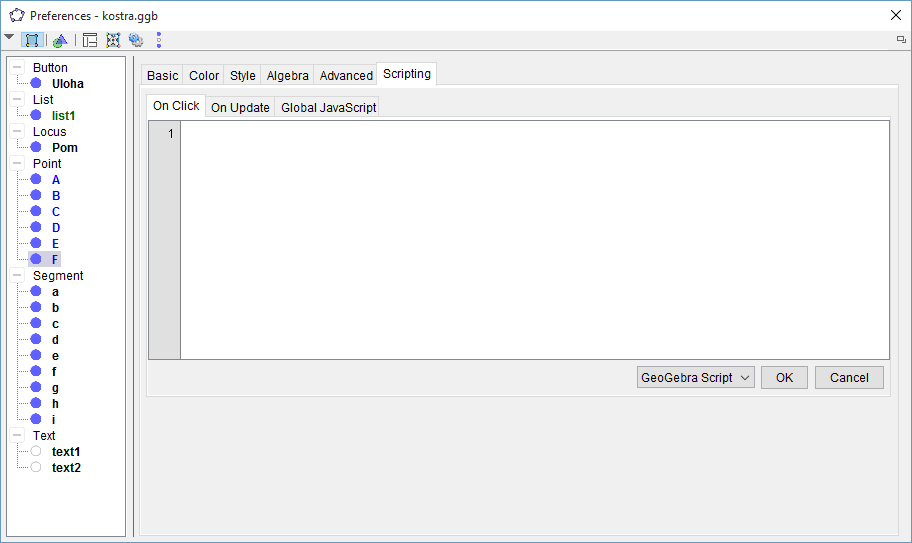 Preferences - kostra.ggb
Button
Uloha
List
list1
Locus
Pom
Point
A
B
C
D
E
F
Segment
a
b
c
d
e
f
g
h
i
Text
text1
text2
Basic Color Style Algebra Advanced Scripting
On Click On Update Global JavaScript
1
GeoGebra Script OK Cancel